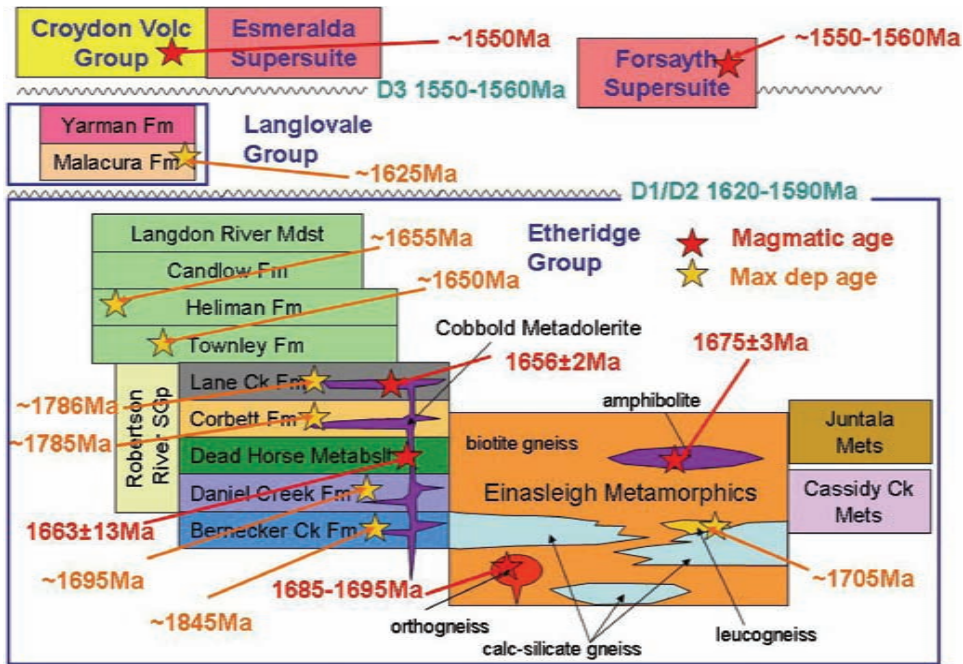 Croydon Volc
Group
Esmeralda
Supersuite
~1550Ma
Forsayth
Supersuite
~1550-1560Ma
D3 1550-1560Ma
Yarman Fm
Malacura Fm
Langlovale
Group
~1625Ma
D1/D2 1620-1590Ma
Langdon River Mdst
Candlow Fm
Heliman Fm
Townley Fm
~1655Ma
~1650Ma
Etheridge
Group
Magmatic age
Max dep age
Cobbold Metadolerite
1656±2Ma
1675±3Ma
Robertson
River SGp
Lane Ck Fm
Corbett Fm
Dead Horse Metabslt
Daniel Creek Fm
Bernecker Ck Fm
~1786Ma
~1785Ma
1663±13Ma
~1695Ma
~1845Ma
amphibolite
biotite gneiss
Einasleigh Metamorphics
Juntala
Mets
Cassidy Ck
Mets
1685-1695Ma
~1705Ma
orthogneiss
calc-silicate gneiss
leucogneiss